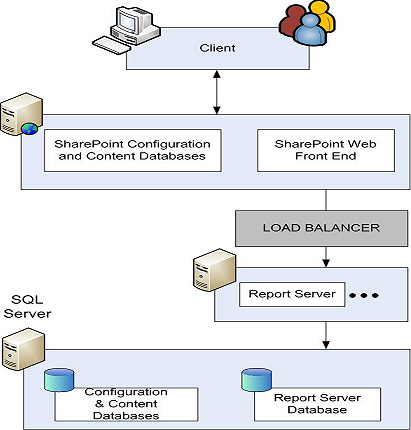 Client
SharePoint Configuration
and Content Databases
SharePoint Web
Front End
LOAD BALANCER
Report Server
SQL
Server
Configuration
& Content
Databases
Report Server
Database